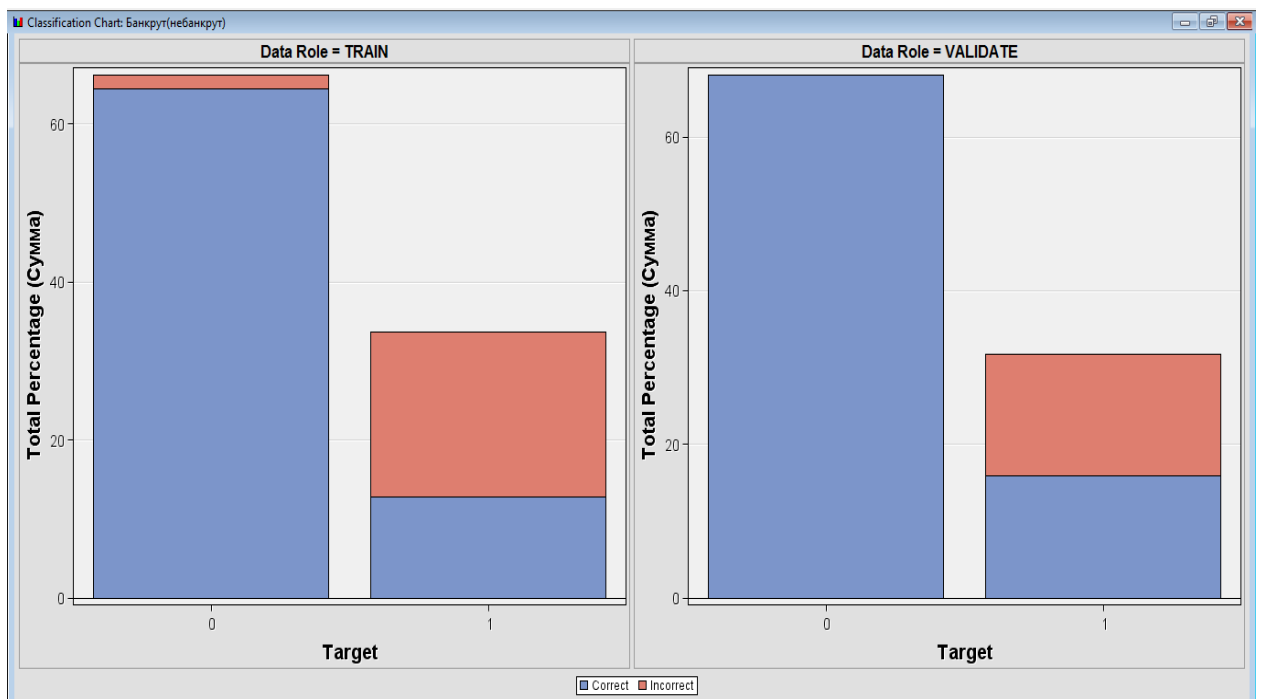 Classification Chart: Банкрут(небанкрут)
Data Role = TRAIN
Data Role = VALIDATE
Total Percentage (Сумма)
60
40
20
0
0
1
Target
Total Percentage (Сумма)
60
40
20
0
0
1
Target
Correct Incorrect